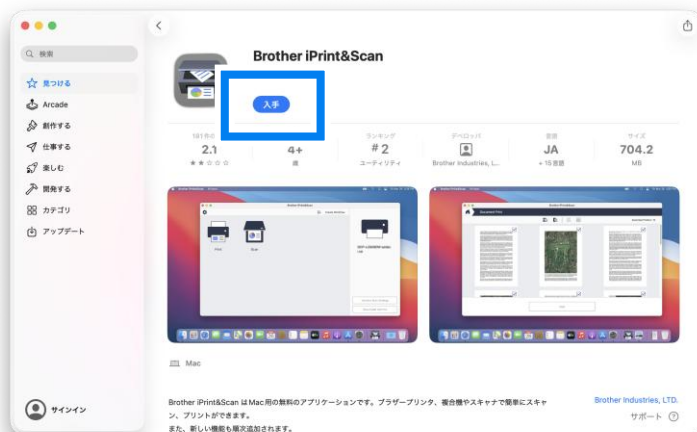 検索
見つける
Arcade
創作する
仕事する
楽しむ
開発する
カテゴリ
アップデート
サインイン
Brother iPrint&Scan
入手
2.1
4+
歳
ランキング
#2
ユーティリティ
デベロッパ
Brother Industries, L...
言語
JA
+ 15言語
サイズ
704.2
MB
Mac
Brother iPrint&Scan はMac用の無料のアプリケーションです。ブラザープリンタ、複合機やスキャナで簡単にスキャ
ン、プリントができます。
また、新しい機能も順次追加されます。
Brother Industries, LTD.
サポート